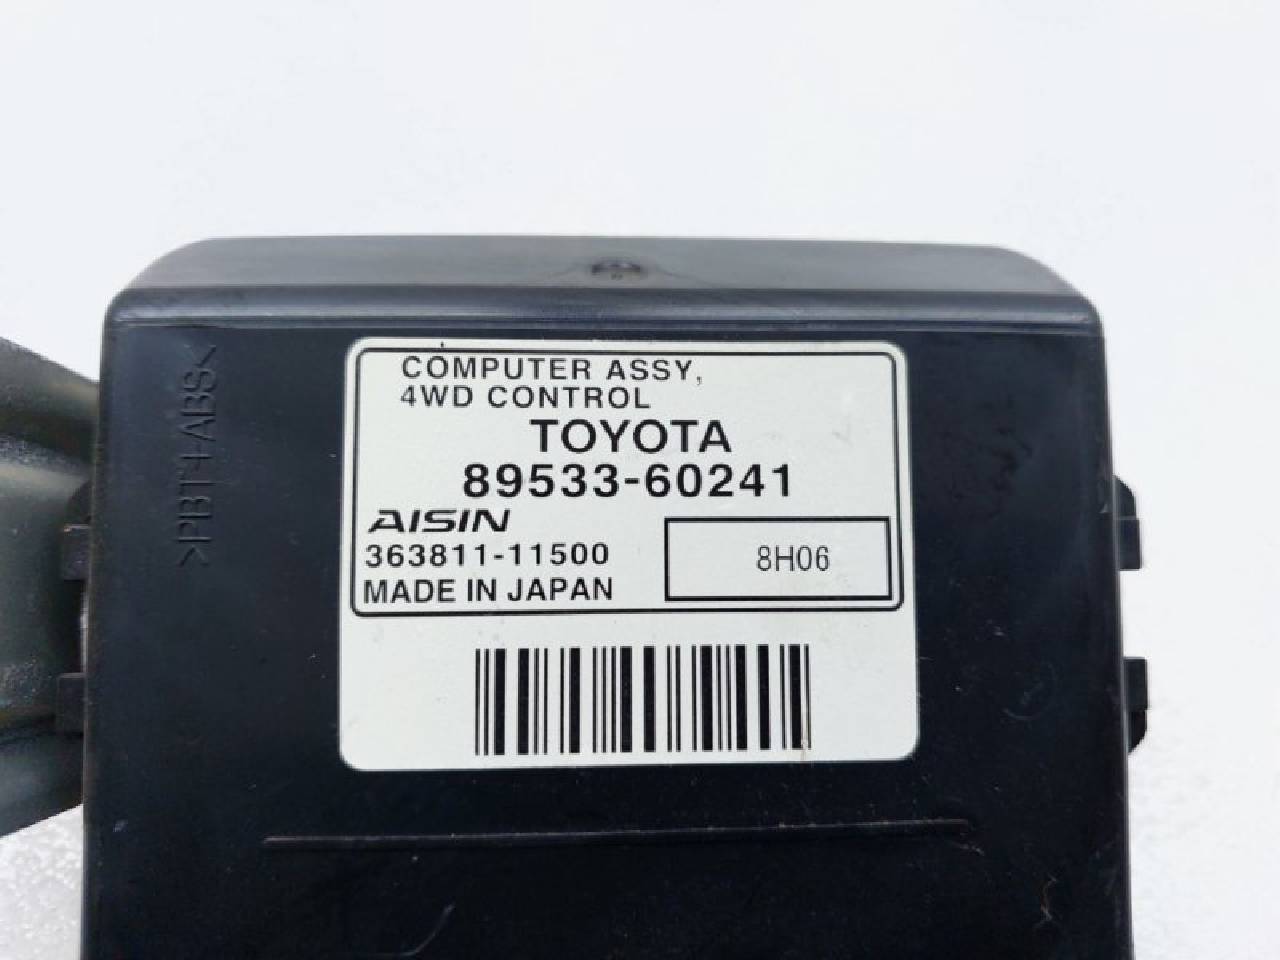 COMPUTER ASSY,
4WD CONTROL
TOYOTA
89533-60241
AISIN
363811-11500
8H06
MADE IN JAPAN
>PBT+ABS<